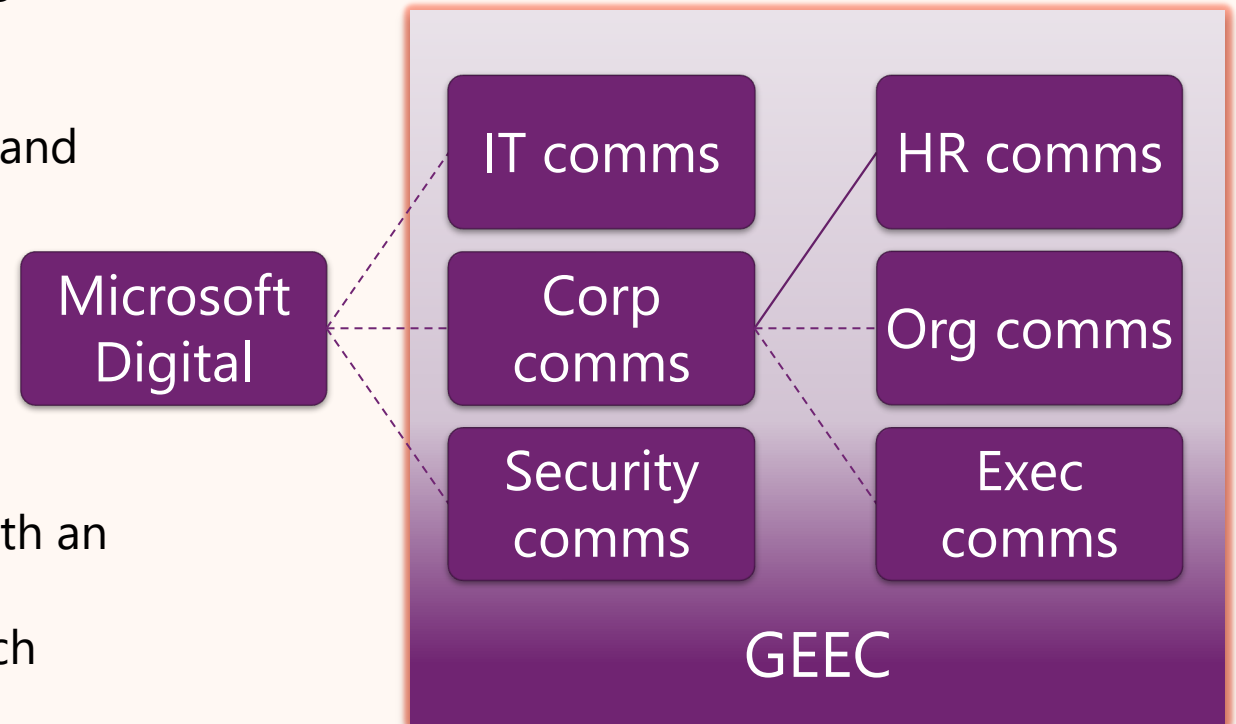 and
th an
ch
Microsoft
Digital
IT comms
Corp
comms
Security
comms
HR comms
Org comms
Exec
comms
GEEC